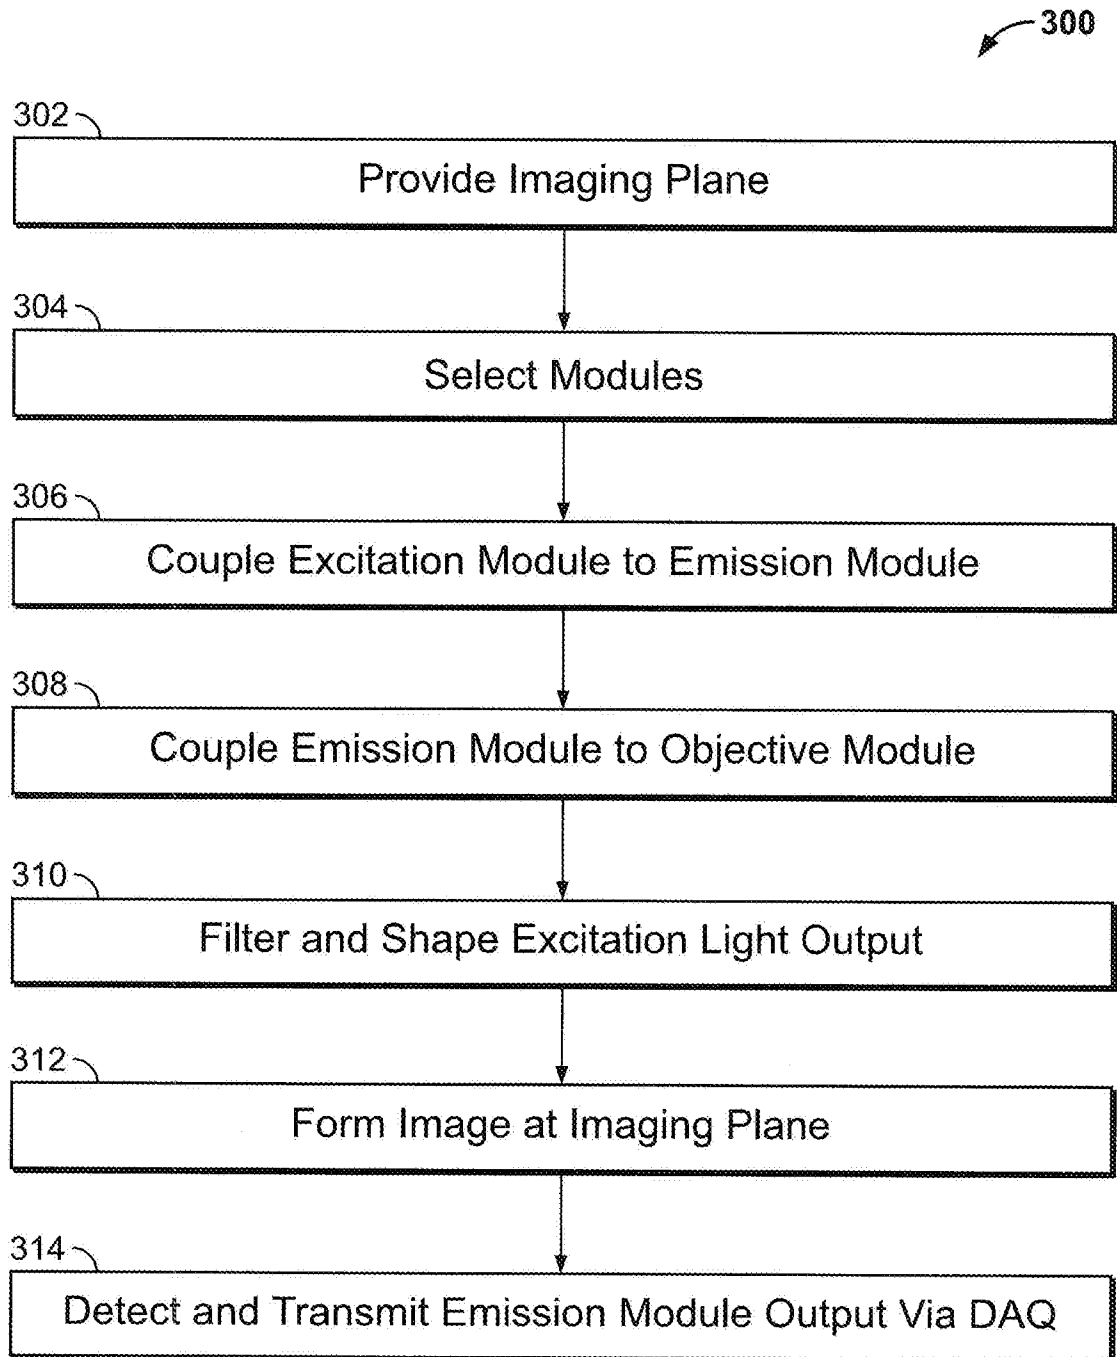 300
302
Provide Imaging Plane
304
Select Modules
306
Couple Excitation Module to Emission Module
308
Couple Emission Module to Objective Module
310
Filter and Shape Excitation Light Output
312
Form Image at Imaging Plane
314
Detect and Transmit Emission Module Output Via DAQ